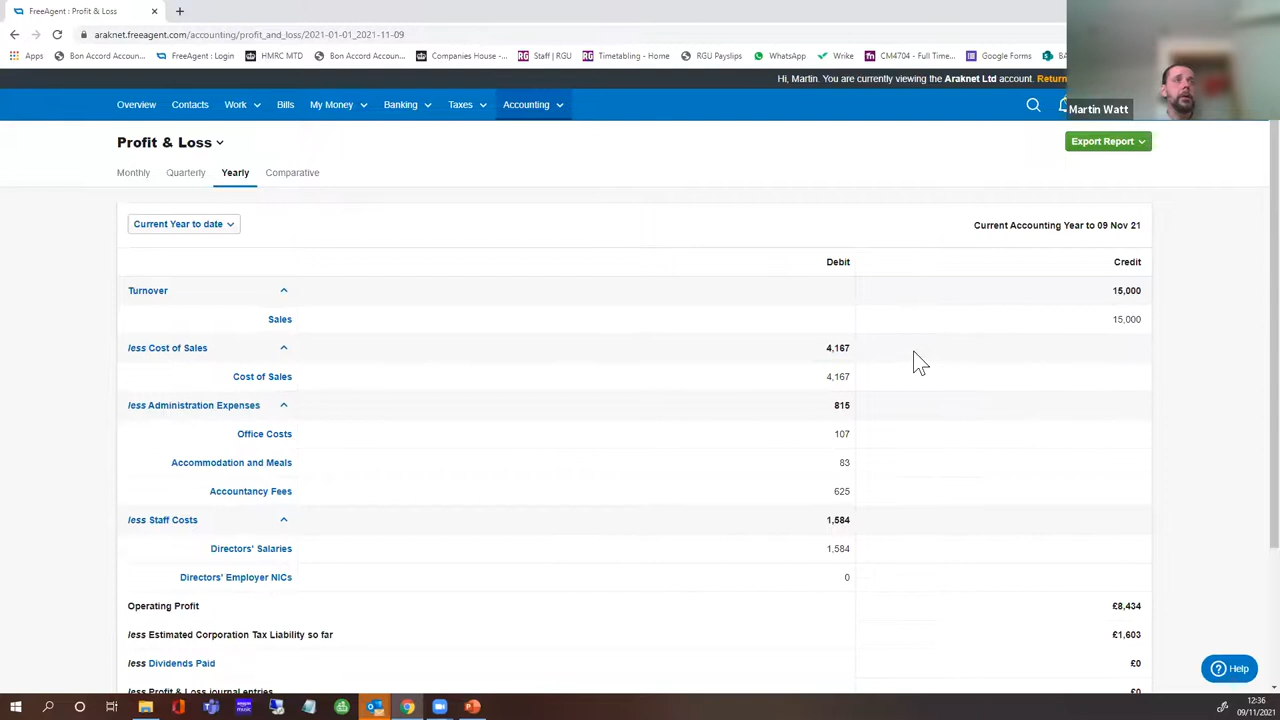 FreeAgent : Profit & Loss
araknet.freeagent.com/accounting/profit_and_loss/2021-01-01_2021-11-09
Apps Bon Accord Accoun... FreeAgent : Login HMRC MTD Bon Accord Accoun... Companies House -... Staff | RGU Timetabling - Home RGU Payslips WhatsApp Wrike CM4704 - Full Time... Google Forms
Hi, Martin. You are currently viewing the Araknet Ltd account. Return
Martin Watt
Overview Contacts Work Bills My Money Banking Taxes Accounting
Profit & Loss
Export Report
Monthly Quarterly Yearly Comparative
Current Year to date
Current Accounting Year to 09 Nov 21
Debit Credit
Turnover 15,000
Sales 15,000
less Cost of Sales 4,167
Cost of Sales 4,167
less Administration Expenses 815
Office Costs 107
Accommodation and Meals 83
Accountancy Fees 625
less Staff Costs 1,584
Directors' Salaries 1,584
Directors' Employer NICs 0
Operating Profit £8,434
less Estimated Corporation Tax Liability so far £1,603
less Dividends Paid £0
less Profit & Loss journal entries £0
Help
12:36
09/11/2021